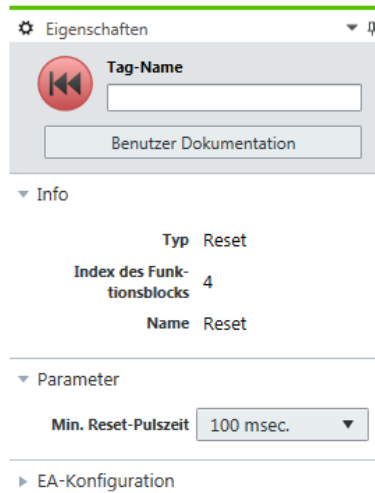 Eigenschaften
Tag-Name
Benutzer Dokumentation
Info
Typ Reset
Index des Funk-
tionsblocks 4
Name Reset
Parameter
Min. Reset-Pulszeit 100 msec.
EA-Konfiguration